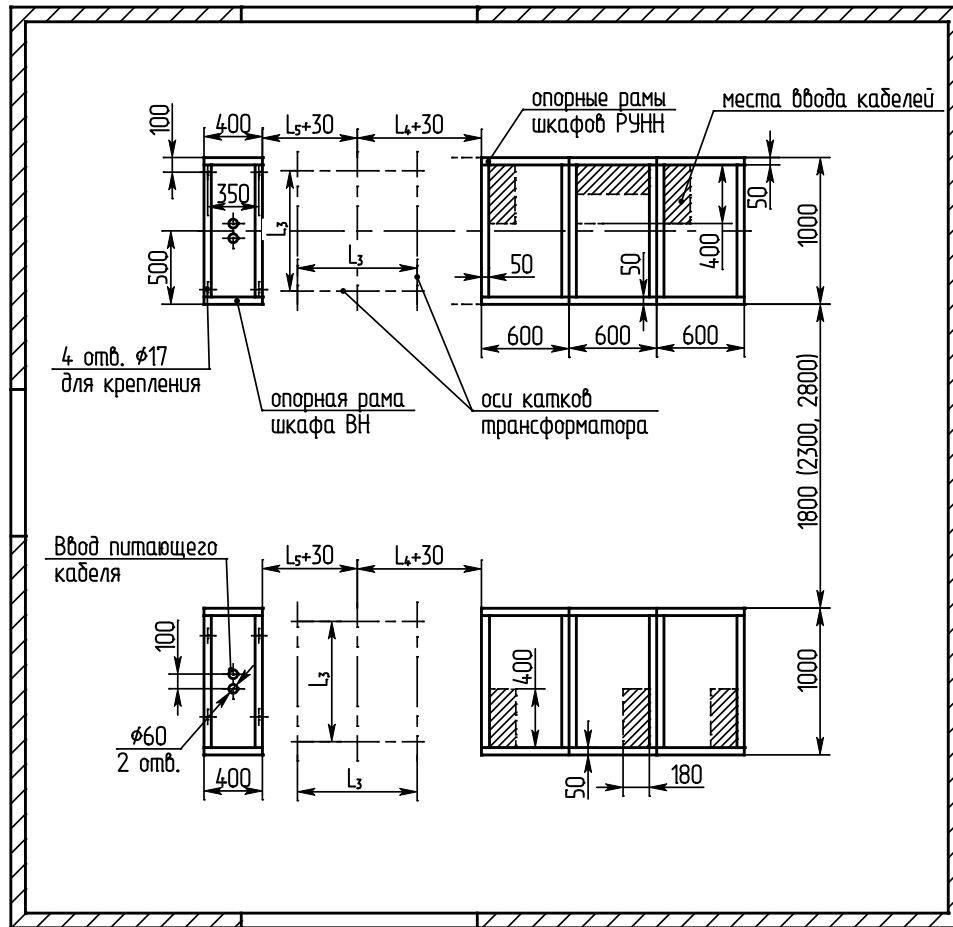 опорные рамы
шкафов РУНН
места ввода кабелей
100
400
L₅+30
L₄+30
350
L₃
L₃
500
50
50
400
50
1000
600
600
600
4 отв. ϕ17
для крепления
опорная рама
шкафа ВН
оси катков
трансформатора
1800 (2300, 2800)
Ввод питающего
кабеля
L₅+30
L₄+30
100
L₃
400
1000
ϕ60
2 отв.
400
L₃
50
180